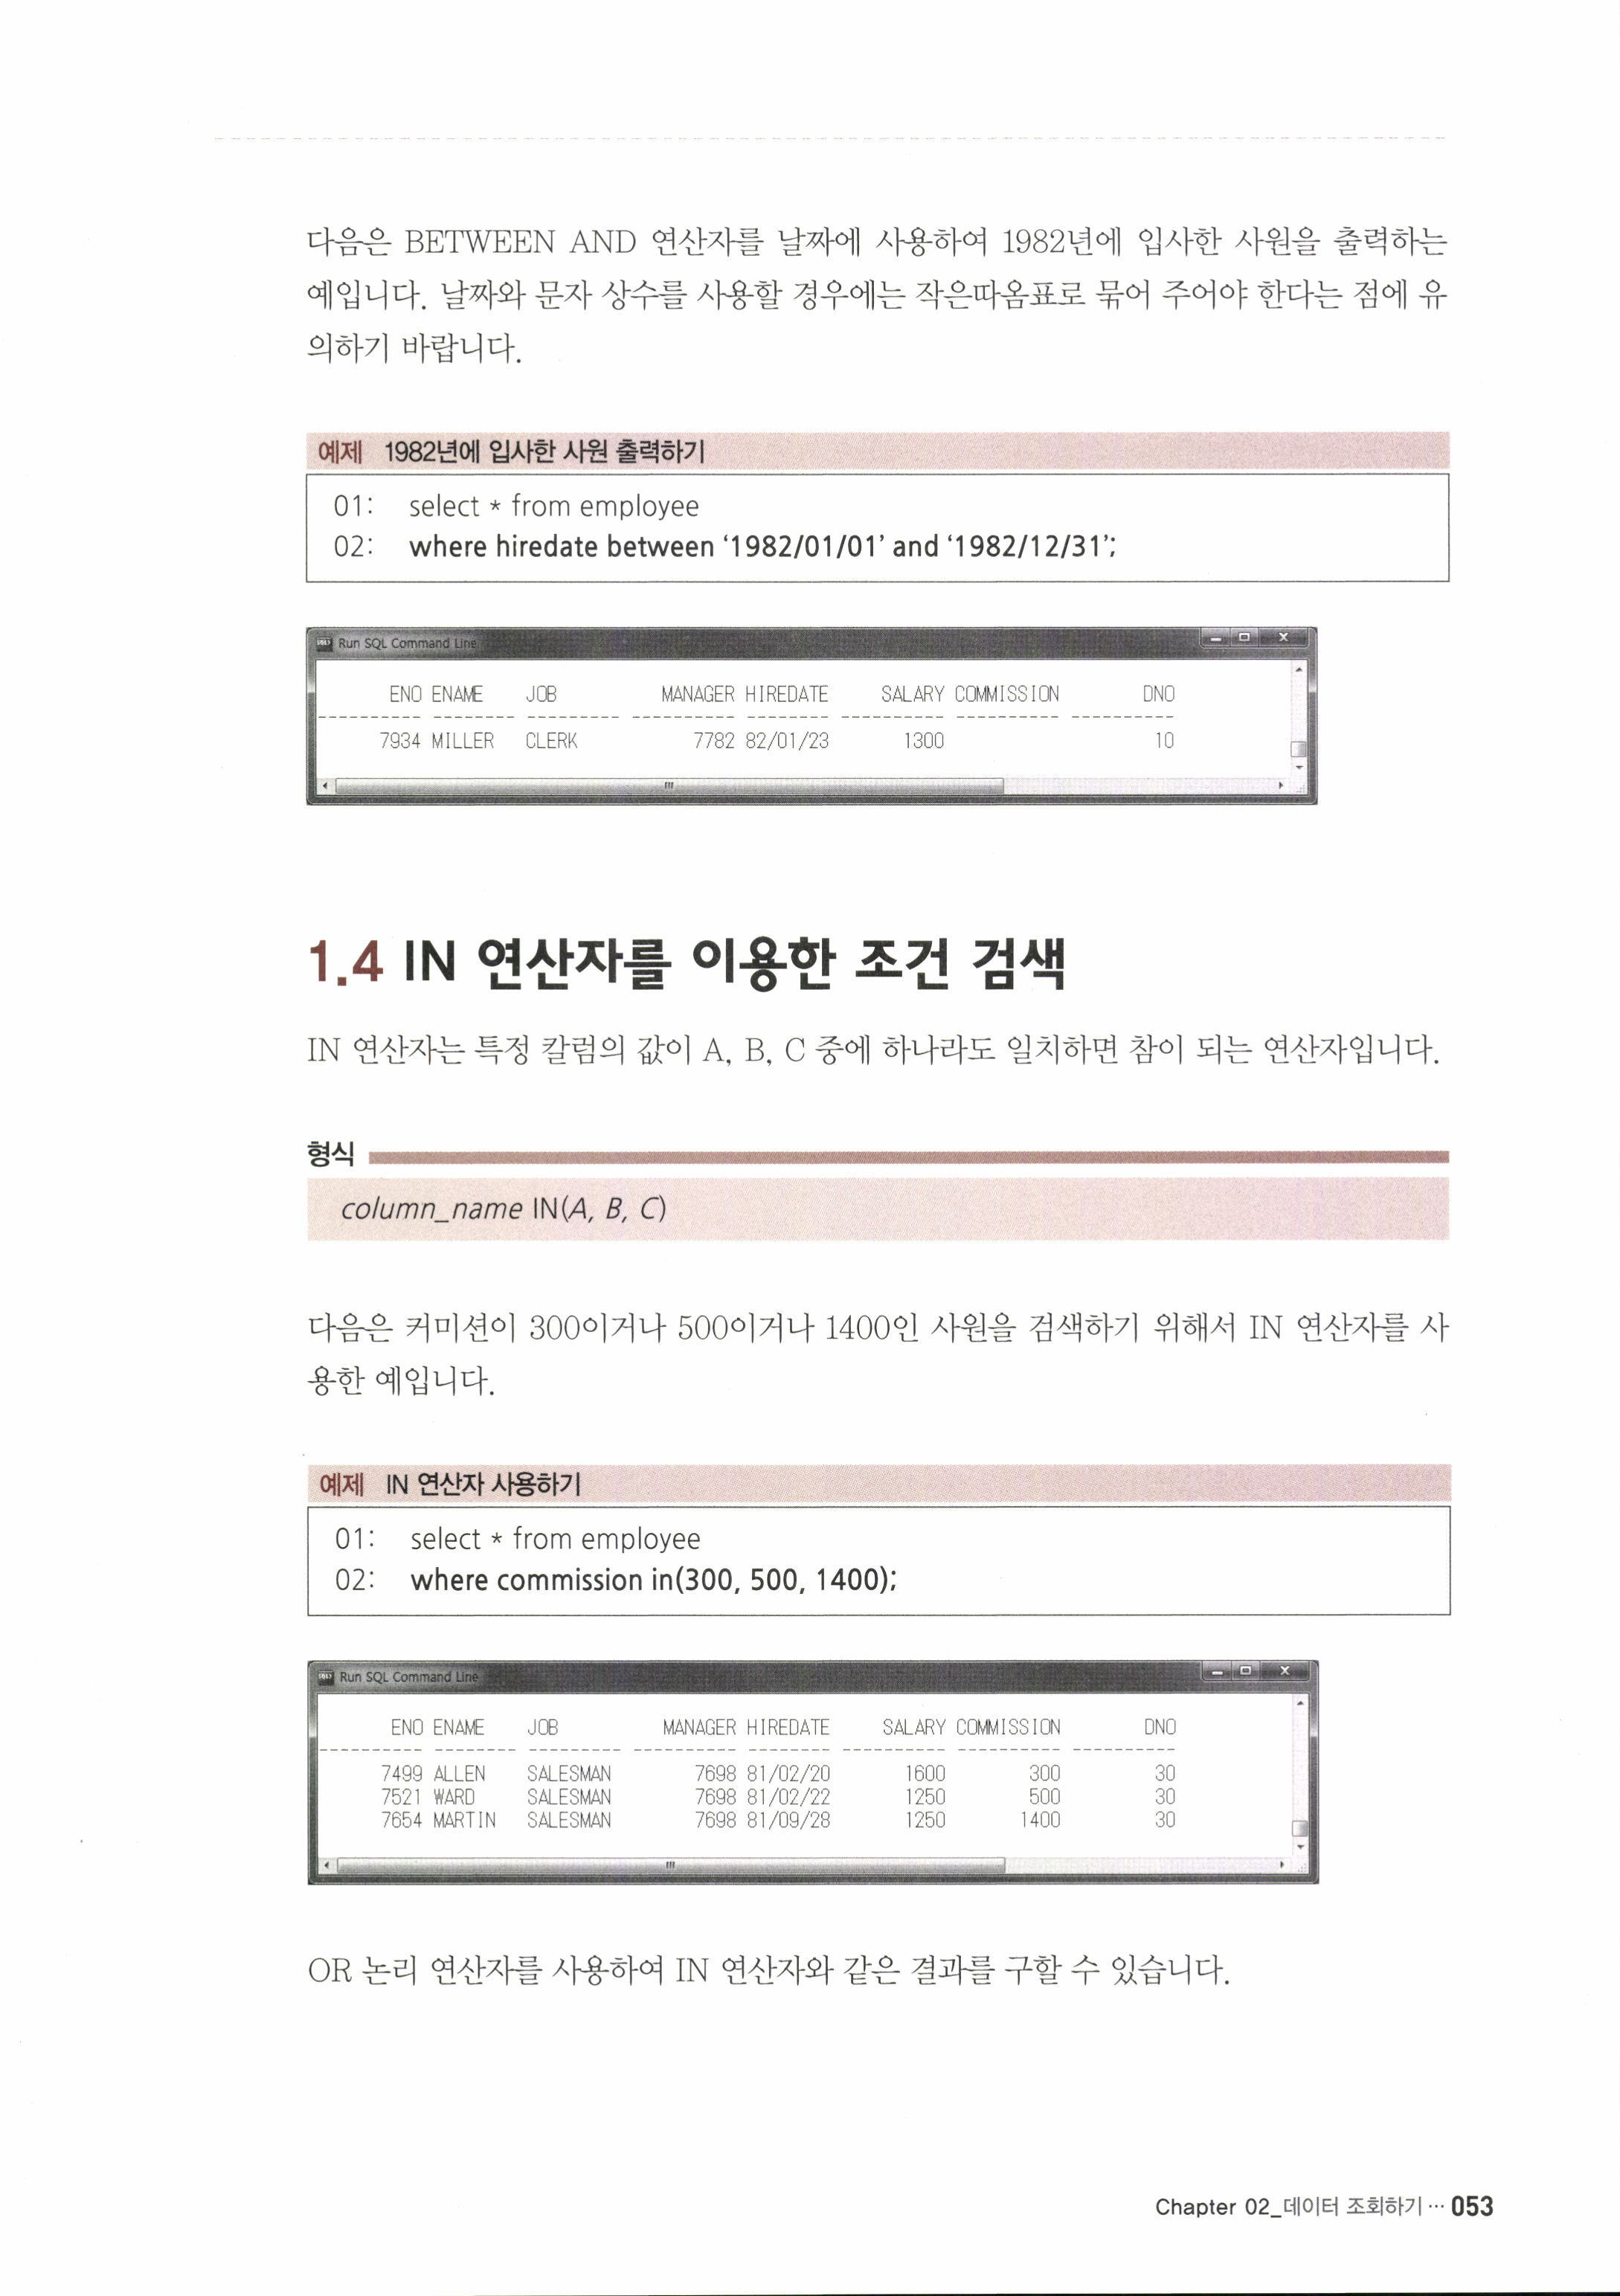 다음은 BETWEEN AND 연산자를 날짜에 사용하여 1982년에 입사한 사원을 출력하는
예입니다. 날짜와 문자 상수를 사용할 경우에는 작은따옴표로 묶어 주어야 한다는 점에 유
의하기 바랍니다.
예제 1982년에 입사한 사원 출력하기
01: select * from employee
02: where hiredate between ‘1982/01/01’ and ‘1982/12/31’;
Run SQL Command Line
ENO ENAME JOB MANAGER HIREDATE SALARY COMMISSION DNO
7934 MILLER CLERK 7782 82/01/23 1300 10
1.4 IN 연산자를 이용한 조건 검색
IN 연산자는 특정 칼럼의 값이 A, B, C 중에 하나라도 일치하면 참이 되는 연산자입니다.
형식
column_name IN(A, B, C)
다음은 커미션이 300이거나 500이거나 1400인 사원을 검색하기 위해서 IN 연산자를 사
용한 예입니다.
예제 IN 연산자 사용하기
01: select * from employee
02: where commission in(300, 500, 1400);
Run SQL Command Line
ENO ENAME JOB MANAGER HIREDATE SALARY COMMISSION DNO
7499 ALLEN SALESMAN 7698 81/02/20 1600 300 30
7521 WARD SALESMAN 7698 81/02/22 1250 500 30
7654 MARTIN SALESMAN 7698 81/09/28 1250 1400 30
OR 논리 연산자를 사용하여 IN 연산자와 같은 결과를 구할 수 있습니다.
Chapter 02_데이터 조회하기 ··· 053